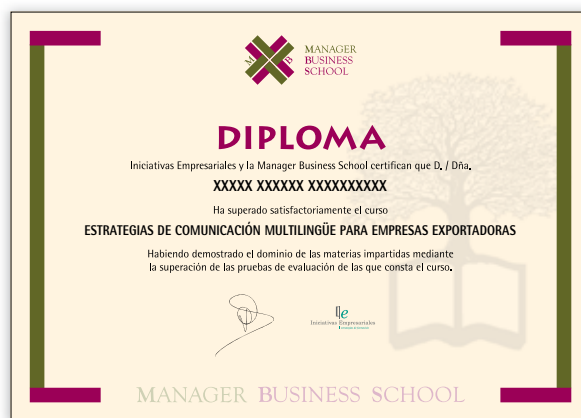 M B
MANAGER
BUSINESS
SCHOOL
DIPLOMA
Iniciativas Empresariales y la Manager Business School certifican que D. / Dña.
XXXXX XXXXXX XXXXXXXXXX
Ha superado satisfactoriamente el curso
ESTRATEGIAS DE COMUNICACIÓN MULTILINGÜE PARA EMPRESAS EXPORTADORAS
Habiendo demostrado el dominio de las materias impartidas mediante
la superación de las pruebas de evaluación de las que consta el curso.
Iniciativas Empresariales
MANAGER BUSINESS SCHOOL